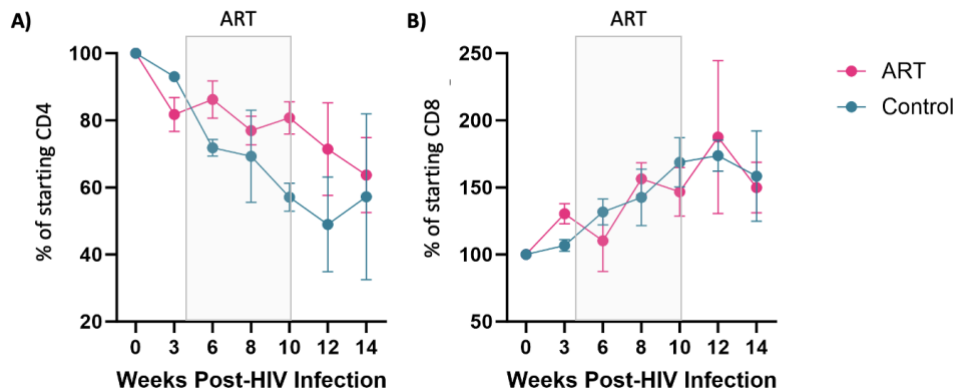 A)
ART
% of starting CD4
100
80
60
40
20
0 3 6 8 10 12 14
Weeks Post-HIV Infection
B)
ART
% of starting CD8
250
200
150
100
50
0 3 6 8 10 12 14
Weeks Post-HIV Infection
ART
Control